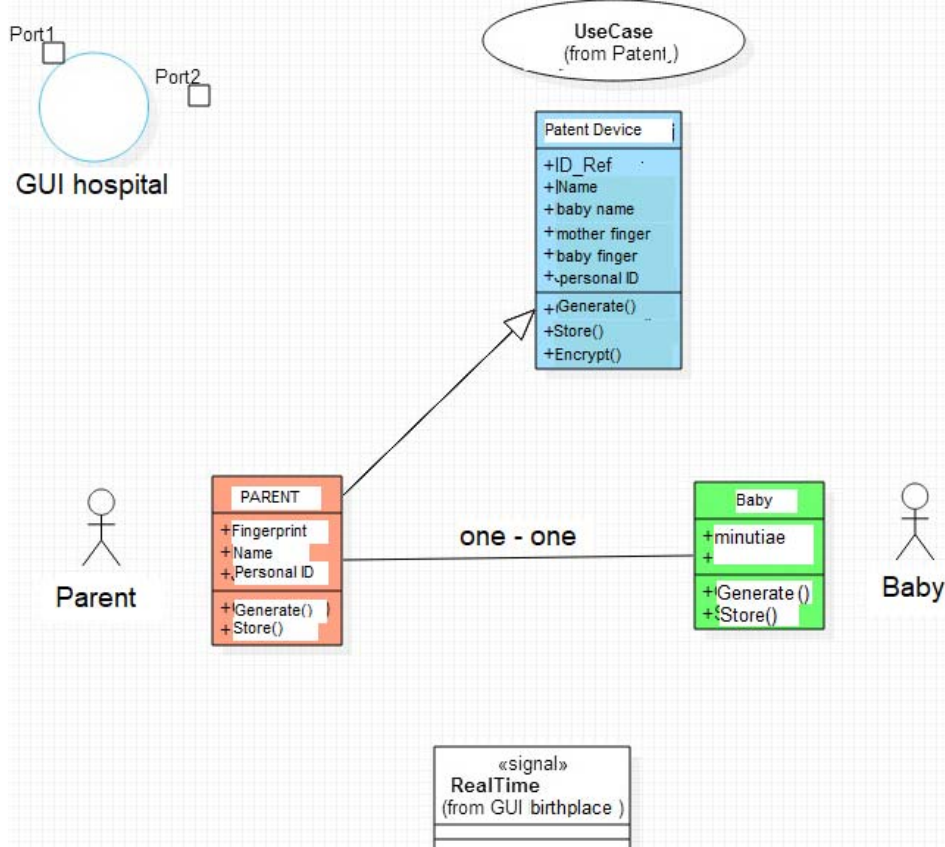 Port1
Port2
GUI hospital
UseCase
(from Patent )
Patent Device
+ID_Ref
+Name
+baby name
+mother finger
+baby finger
+personal ID
+Generate()
+Store()
+Encrypt()
Parent
PARENT
+Fingerprint
+Name
+Personal ID
+Generate()
+Store()
one - one
Baby
+minutiae
+
+Generate ()
+Store()
Baby
«signal»
RealTime
(from GUI birthplace )